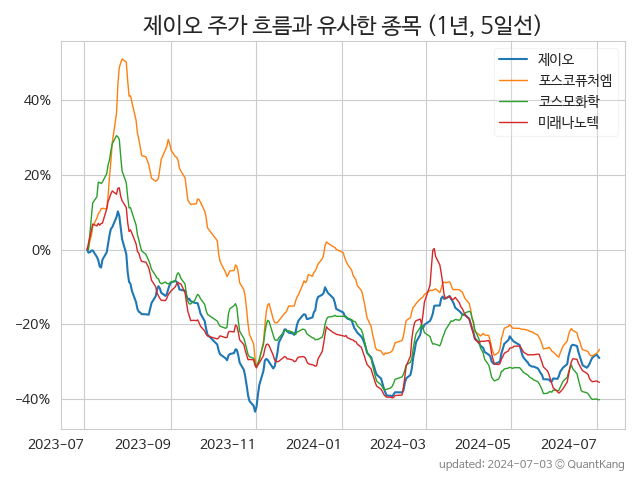 제이오 주가 흐름과 유사한 종목 (1년, 5일선)
제이오
포스코퓨처엠
코스모화학
미래나노텍
40%
20%
0%
−20%
−40%
2023-07
2023-09
2023-11
2024-01
2024-03
2024-05
2024-07
updated: 2024-07-03 © QuantKang